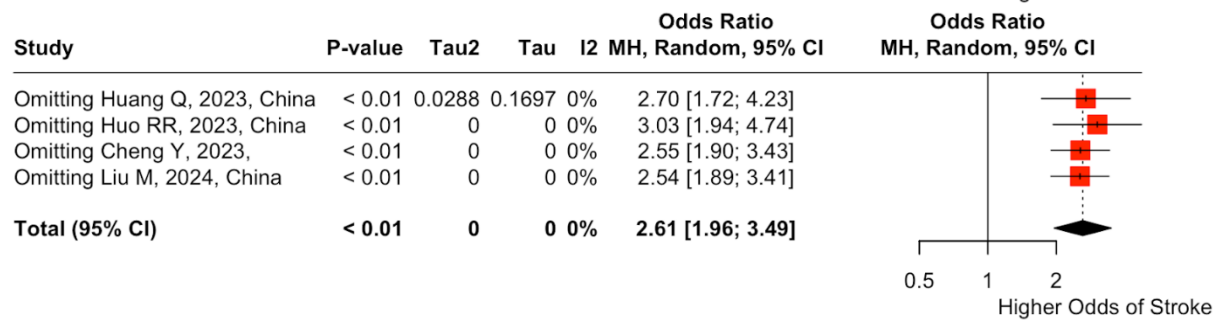 Odds Ratio Odds Ratio
Study P-value Tau2 Tau I2 MH, Random, 95% CI MH, Random, 95% CI
Omitting Huang Q, 2023, China < 0.01 0.0288 0.1697 0% 2.70 [1.72; 4.23]
Omitting Huo RR, 2023, China < 0.01 0 0 0% 3.03 [1.94; 4.74]
Omitting Cheng Y, 2023, < 0.01 0 0 0% 2.55 [1.90; 3.43]
Omitting Liu M, 2024, China < 0.01 0 0 0% 2.54 [1.89; 3.41]
Total (95% CI) < 0.01 0 0 0% 2.61 [1.96; 3.49]
0.5 1 2
Higher Odds of Stroke